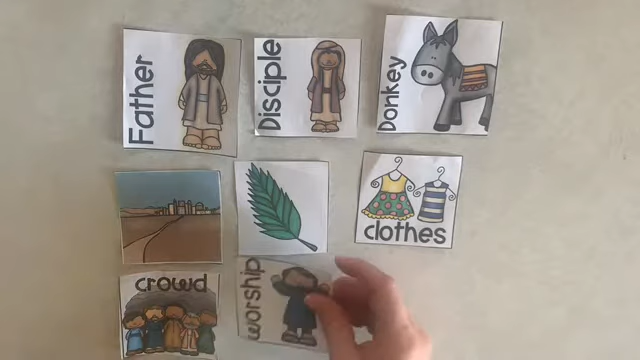 Father
Disciple
Donkey
clothes
crowd
worship